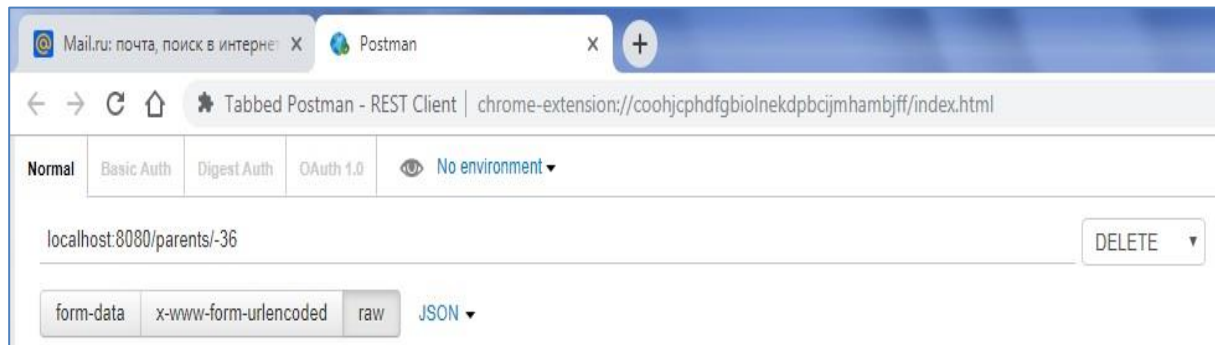 Mail.ru: почта, поиск в интернет Postman
Tabbed Postman - REST Client | chrome-extension://coohjcphdfgbiolnekdpbcijmhambjff/index.html
Normal Basic Auth Digest Auth OAuth 1.0 No environment
localhost:8080/parents/-36 DELETE
form-data x-www-form-urlencoded raw JSON